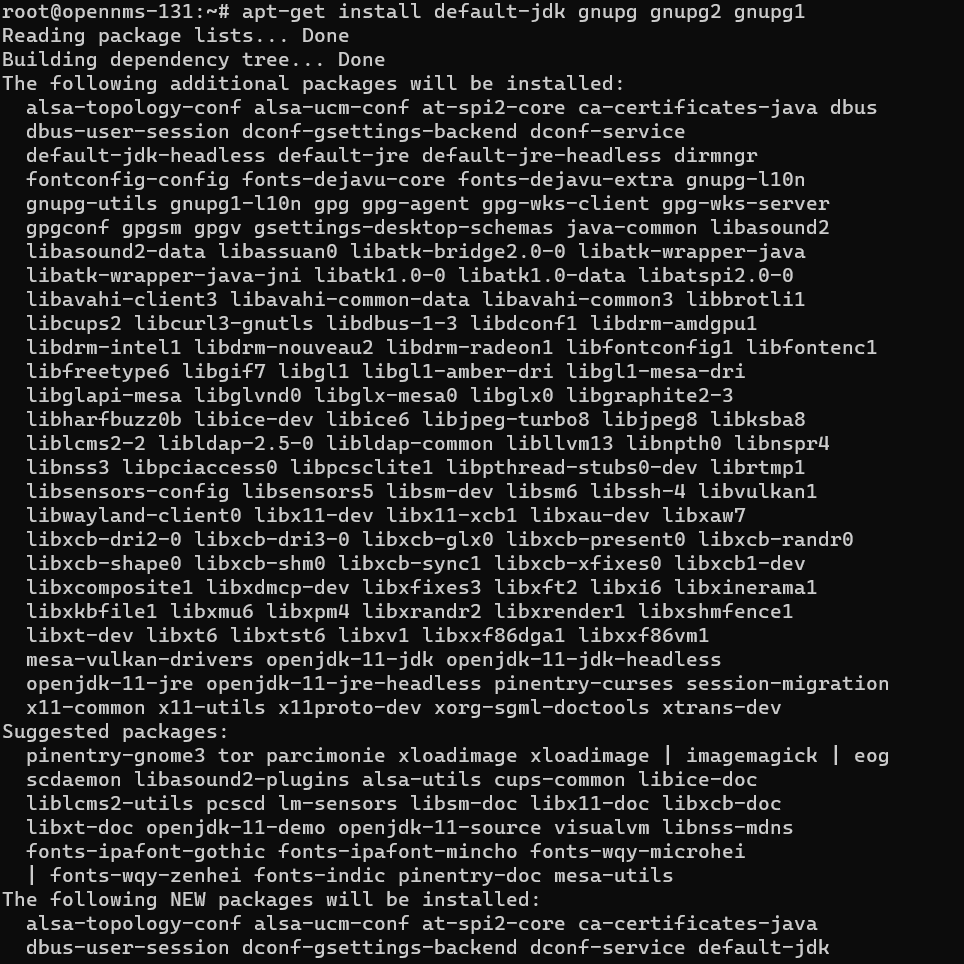 root@opennms-131:~# apt-get install default-jdk gnupg gnupg2 gnupg1
Reading package lists... Done
Building dependency tree... Done
The following additional packages will be installed:
  alsa-topology-conf alsa-ucm-conf at-spi2-core ca-certificates-java dbus
  dbus-user-session dconf-gsettings-backend dconf-service
  default-jdk-headless default-jre default-jre-headless dirmngr
  fontconfig-config fonts-dejavu-core fonts-dejavu-extra gnupg-l10n
  gnupg-utils gnupg1-l10n gpg gpg-agent gpg-wks-client gpg-wks-server
  gpgconf gpgsm gpgv gsettings-desktop-schemas java-common libasound2
  libasound2-data libassuan0 libatk-bridge2.0-0 libatk-wrapper-java
  libatk-wrapper-java-jni libatk1.0-0 libatk1.0-data libatspi2.0-0
  libavahi-client3 libavahi-common-data libavahi-common3 libbrotli1
  libcups2 libcurl3-gnutls libdbus-1-3 libdconf1 libdrm-amdgpu1
  libdrm-intel1 libdrm-nouveau2 libdrm-radeon1 libfontconfig1 libfontenc1
  libfreetype6 libgif7 libgl1 libgl1-amber-dri libgl1-mesa-dri
  libglapi-mesa libglvnd0 libglx-mesa0 libglx0 libgraphite2-3
  libharfbuzz0b libice-dev libice6 libjpeg-turbo8 libjpeg8 libksba8
  liblcms2-2 libldap-2.5-0 libldap-common libllvm13 libnpth0 libnspr4
  libnss3 libpciaccess0 libpcsclite1 libpthread-stubs0-dev librtmp1
  libsensors-config libsensors5 libsm-dev libsm6 libssh-4 libvulkan1
  libwayland-client0 libx11-dev libx11-xcb1 libxau-dev libxaw7
  libxcb-dri2-0 libxcb-dri3-0 libxcb-glx0 libxcb-present0 libxcb-randr0
  libxcb-shape0 libxcb-shm0 libxcb-sync1 libxcb-xfixes0 libxcb1-dev
  libxcomposite1 libxdmcp-dev libxfixes3 libxft2 libxi6 libxinerama1
  libxkbfile1 libxmu6 libxpm4 libxrandr2 libxrender1 libxshmfence1
  libxt-dev libxt6 libxtst6 libxv1 libxxf86dga1 libxxf86vm1
  mesa-vulkan-drivers openjdk-11-jdk openjdk-11-jdk-headless
  openjdk-11-jre openjdk-11-jre-headless pinentry-curses session-migration
  x11-common x11-utils x11proto-dev xorg-sgml-doctools xtrans-dev
Suggested packages:
  pinentry-gnome3 tor parcimonie xloadimage xloadimage | imagemagick | eog
  scdaemon libasound2-plugins alsa-utils cups-common libice-doc
  liblcms2-utils pcscd lm-sensors libsm-doc libx11-doc libxcb-doc
  libxt-doc openjdk-11-demo openjdk-11-source visualvm libnss-mdns
  fonts-ipafont-gothic fonts-ipafont-mincho fonts-wqy-microhei
  | fonts-wqy-zenhei fonts-indic pinentry-doc mesa-utils
The following NEW packages will be installed:
  alsa-topology-conf alsa-ucm-conf at-spi2-core ca-certificates-java
  dbus-user-session dconf-gsettings-backend dconf-service default-jdk